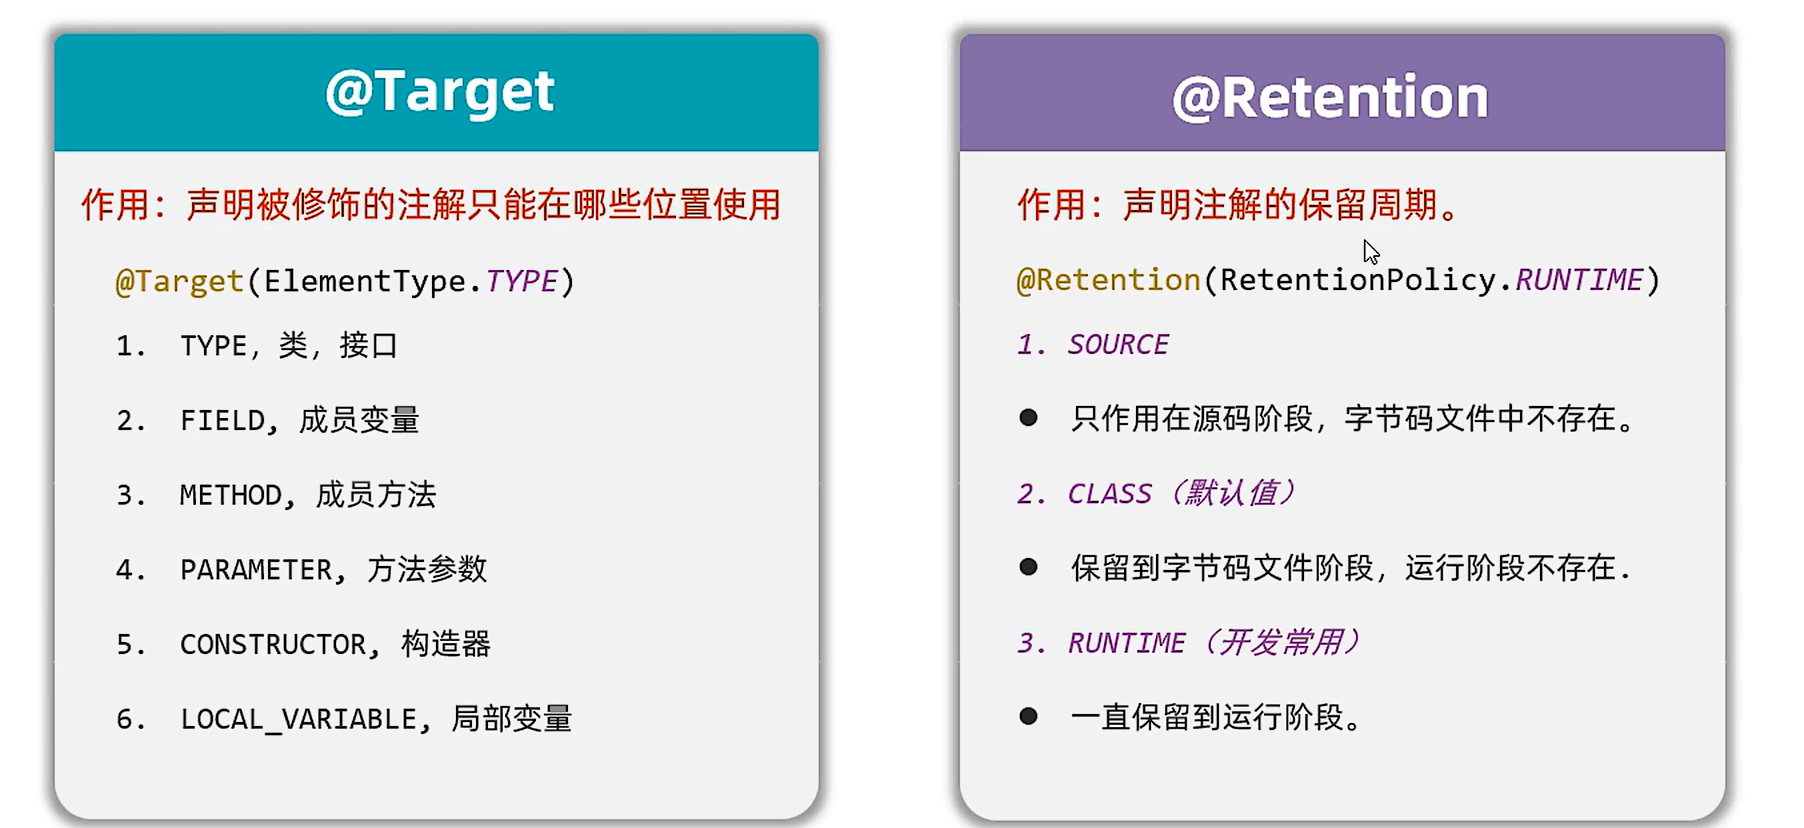 @Target
作用：声明被修饰的注解只能在哪些位置使用
@Target(ElementType.TYPE)
1. TYPE，类，接口
2. FIELD, 成员变量
3. METHOD, 成员方法
4. PARAMETER, 方法参数
5. CONSTRUCTOR, 构造器
6. LOCAL_VARIABLE, 局部变量
@Retention
作用：声明注解的保留周期。
@Retention(RetentionPolicy.RUNTIME)
1. SOURCE
● 只作用在源码阶段，字节码文件中不存在。
2. CLASS（默认值）
● 保留到字节码文件阶段，运行阶段不存在.
3. RUNTIME（开发常用）
● 一直保留到运行阶段。